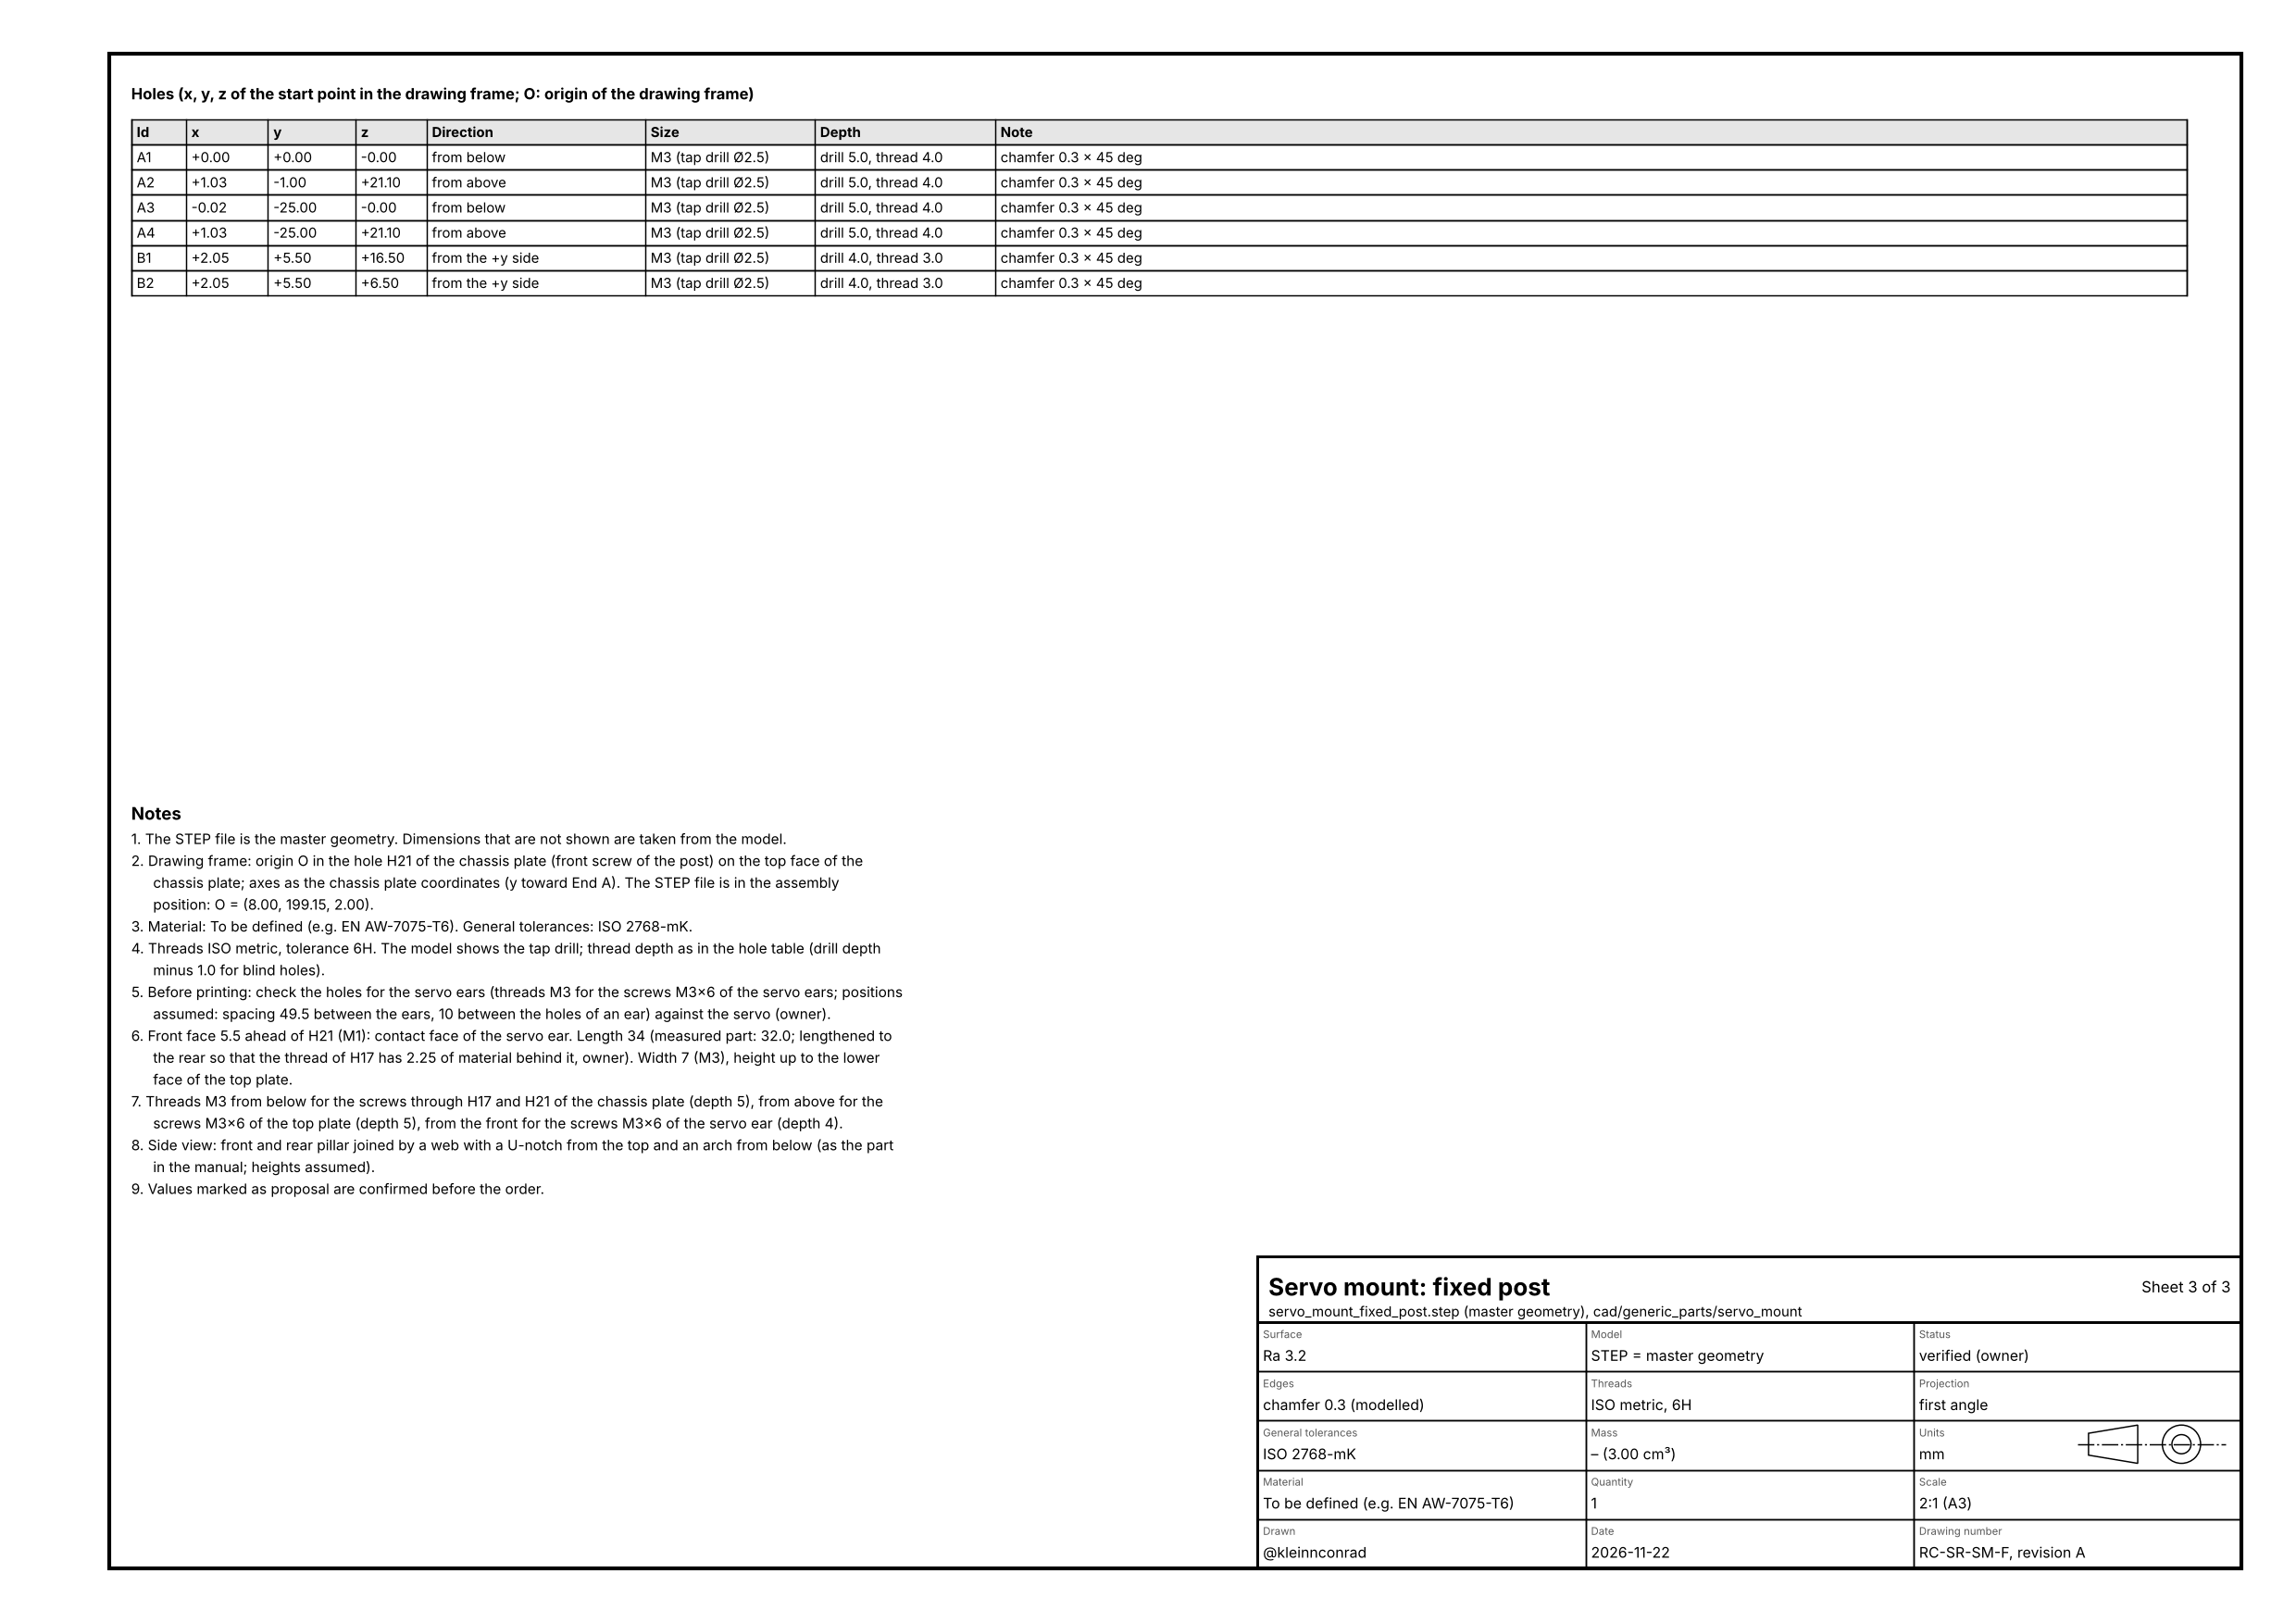 Holes (x, y, z of the start point in the drawing frame; O: origin of the drawing frame)
Id x y z Direction Size Depth Note
A1 +0.00 +0.00 -0.00 from below M3 (tap drill Ø2.5) drill 5.0, thread 4.0 chamfer 0.3 × 45 deg
A2 +1.03 -1.00 +21.10 from above M3 (tap drill Ø2.5) drill 5.0, thread 4.0 chamfer 0.3 × 45 deg
A3 -0.02 -25.00 -0.00 from below M3 (tap drill Ø2.5) drill 5.0, thread 4.0 chamfer 0.3 × 45 deg
A4 +1.03 -25.00 +21.10 from above M3 (tap drill Ø2.5) drill 5.0, thread 4.0 chamfer 0.3 × 45 deg
B1 +2.05 +5.50 +16.50 from the +y side M3 (tap drill Ø2.5) drill 4.0, thread 3.0 chamfer 0.3 × 45 deg
B2 +2.05 +5.50 +6.50 from the +y side M3 (tap drill Ø2.5) drill 4.0, thread 3.0 chamfer 0.3 × 45 deg
Notes
1. The STEP file is the master geometry. Dimensions that are not shown are taken from the model.
2. Drawing frame: origin O in the hole H21 of the chassis plate (front screw of the post) on the top face of the
chassis plate; axes as the chassis plate coordinates (y toward End A). The STEP file is in the assembly
position: O = (8.00, 199.15, 2.00).
3. Material: To be defined (e.g. EN AW-7075-T6). General tolerances: ISO 2768-mK.
4. Threads ISO metric, tolerance 6H. The model shows the tap drill; thread depth as in the hole table (drill depth
minus 1.0 for blind holes).
5. Before printing: check the holes for the servo ears (threads M3 for the screws M3×6 of the servo ears; positions
assumed: spacing 49.5 between the ears, 10 between the holes of an ear) against the servo (owner).
6. Front face 5.5 ahead of H21 (M1): contact face of the servo ear. Length 34 (measured part: 32.0; lengthened to
the rear so that the thread of H17 has 2.25 of material behind it, owner). Width 7 (M3), height up to the lower
face of the top plate.
7. Threads M3 from below for the screws through H17 and H21 of the chassis plate (depth 5), from above for the
screws M3×6 of the top plate (depth 5), from the front for the screws M3×6 of the servo ear (depth 4).
8. Side view: front and rear pillar joined by a web with a U-notch from the top and an arch from below (as the part
in the manual; heights assumed).
9. Values marked as proposal are confirmed before the order.
Servo mount: fixed post Sheet 3 of 3
servo_mount_fixed_post.step (master geometry), cad/generic_parts/servo_mount
Surface Model Status
Ra 3.2 STEP = master geometry verified (owner)
Edges Threads Projection
chamfer 0.3 (modelled) ISO metric, 6H first angle
General tolerances Mass Units
ISO 2768-mK – (3.00 cm³) mm
Material Quantity Scale
To be defined (e.g. EN AW-7075-T6) 1 2:1 (A3)
Drawn Date Drawing number
@kleinnconrad 2026-11-22 RC-SR-SM-F, revision A